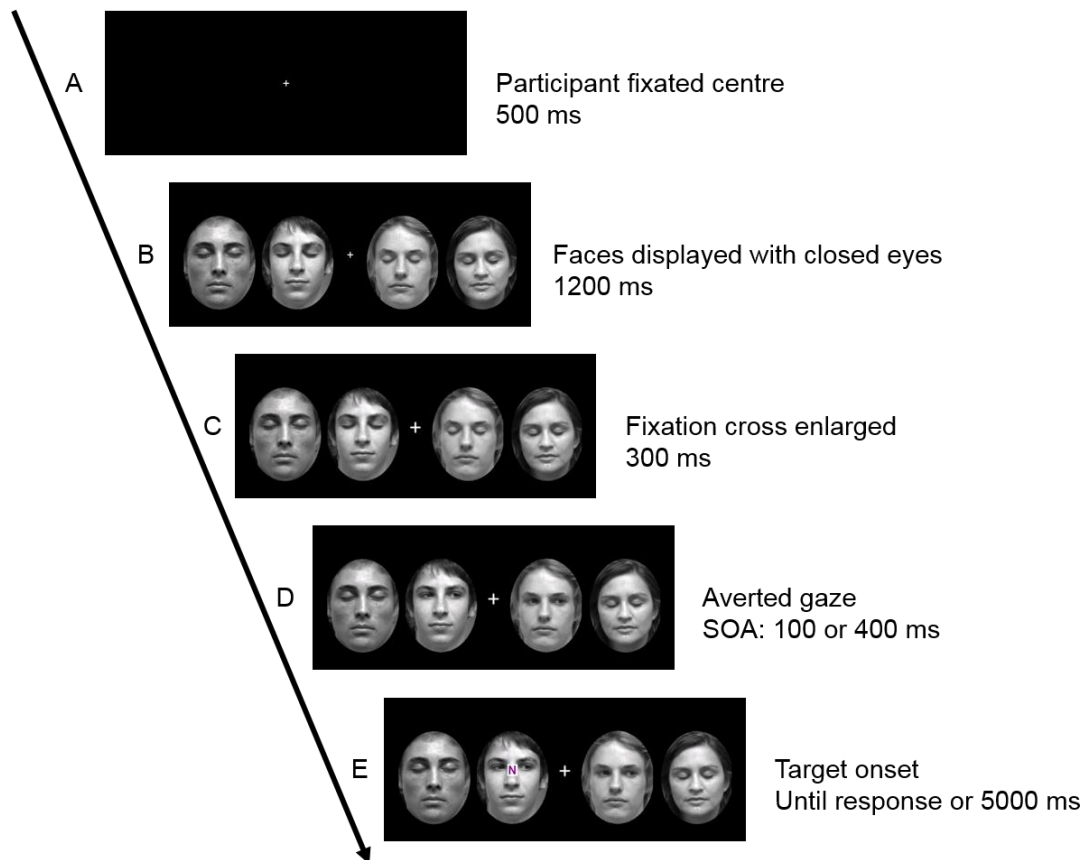 A
Participant fixated centre
500 ms
B
Faces displayed with closed eyes
1200 ms
C
Fixation cross enlarged
300 ms
D
Averted gaze
SOA: 100 or 400 ms
E
N
Target onset
Until response or 5000 ms